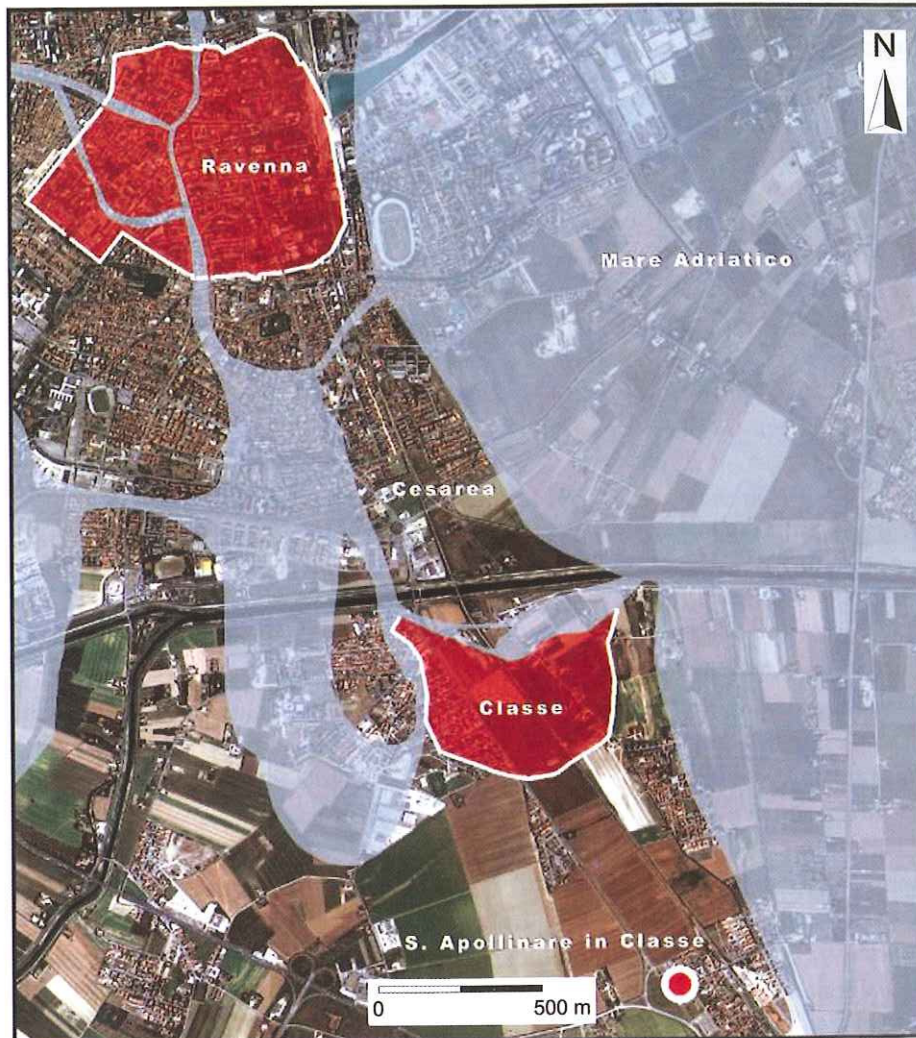 N
Ravenna
Mare Adriatico
Cesarea
Classe
S. Apollinare in Classe
0 500 m